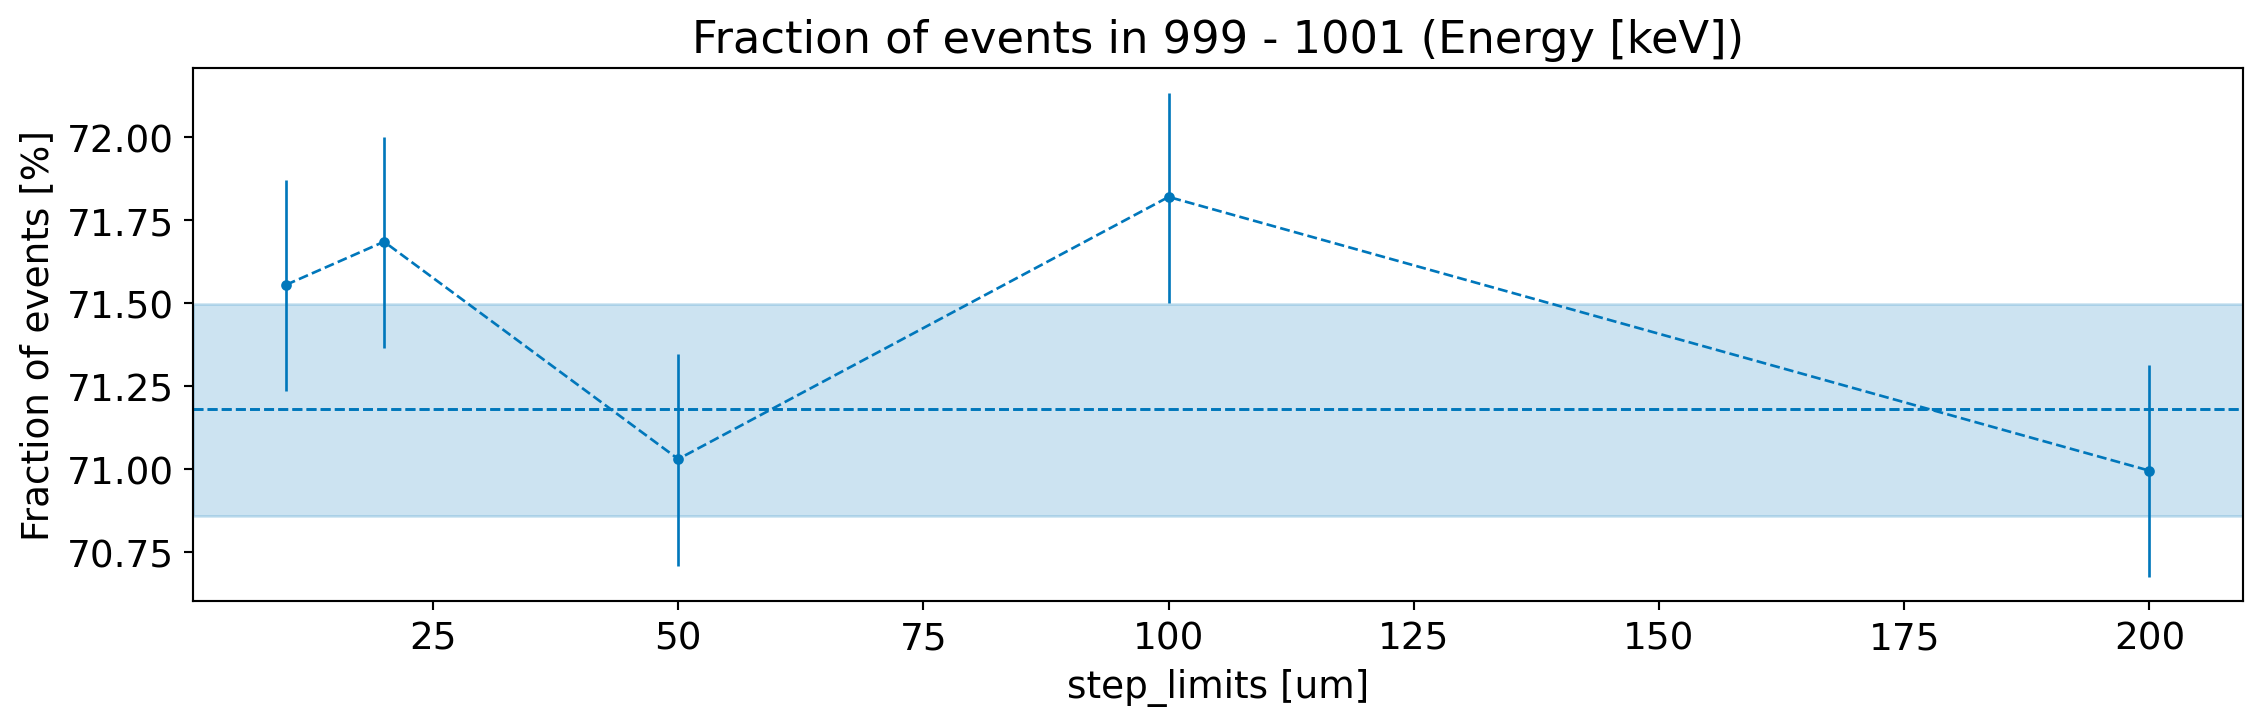 Fraction of events in 999 - 1001 (Energy [keV])
Fraction of events [%]
72.00
71.75
71.50
71.25
71.00
70.75
25 50 75 100 125 150 175 200
step_limits [um]